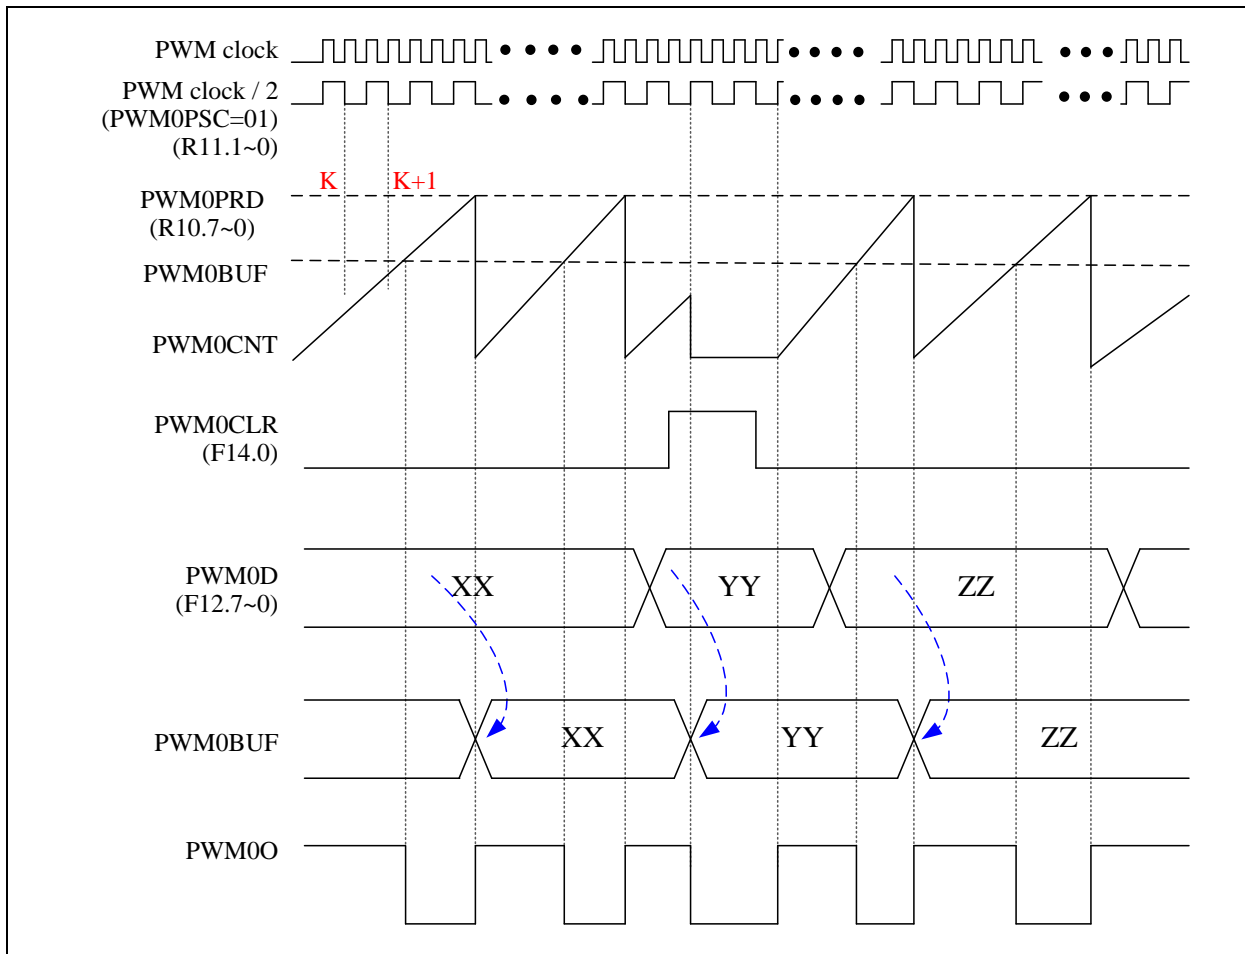 PWM clock
PWM clock / 2
(PWM0PSC=01)
(R11.1~0)
K
K+1
PWM0PRD
(R10.7~0)
PWM0BUF
PWM0CNT
PWM0CLR
(F14.0)
PWM0D
(F12.7~0)
XX
YY
ZZ
PWM0BUF
XX
YY
ZZ
PWM0O